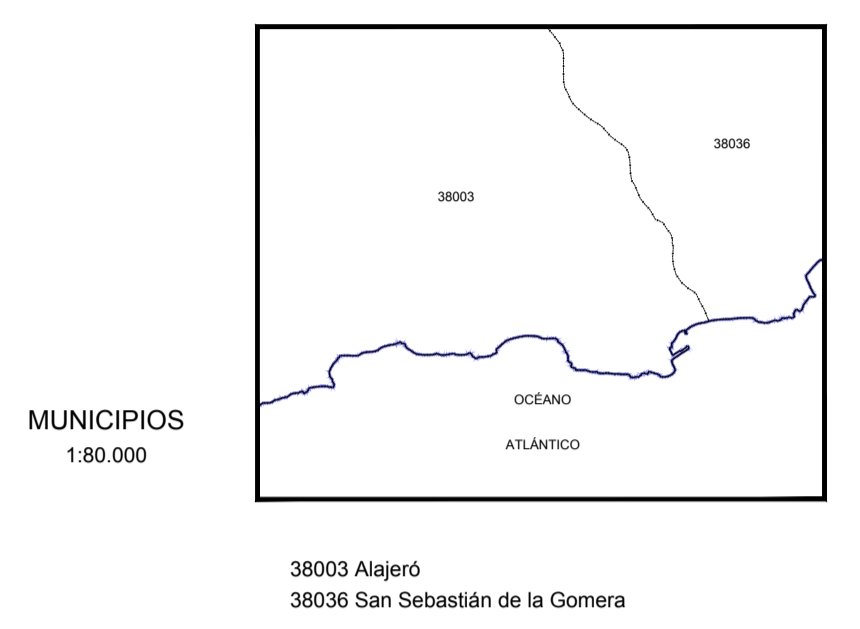 38036
38003
OCÉANO
ATLÁNTICO
MUNICIPIOS
1:80.000
38003 Alajeró
38036 San Sebastián de la Gomera